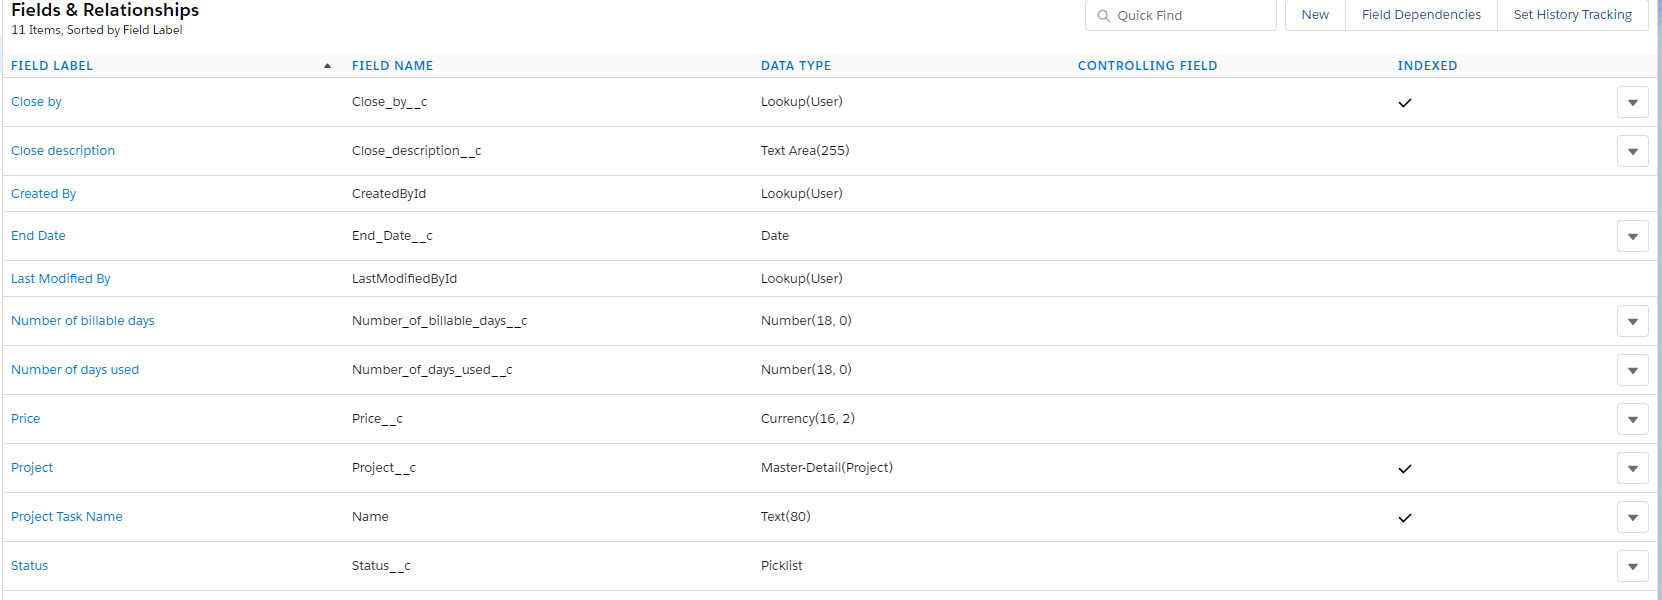 Fields & Relationships
11 Items, Sorted by Field Label
Quick Find
New
Field Dependencies
Set History Tracking
FIELD LABEL FIELD NAME DATA TYPE CONTROLLING FIELD INDEXED
Close by Close_by__c Lookup(User)
Close description Close_description__c Text Area(255)
Created By CreatedById Lookup(User)
End Date End_Date__c Date
Last Modified By LastModifiedById Lookup(User)
Number of billable days Number_of_billable_days__c Number(18, 0)
Number of days used Number_of_days_used__c Number(18, 0)
Price Price__c Currency(16, 2)
Project Project__c Master-Detail(Project)
Project Task Name Name Text(80)
Status Status__c Picklist